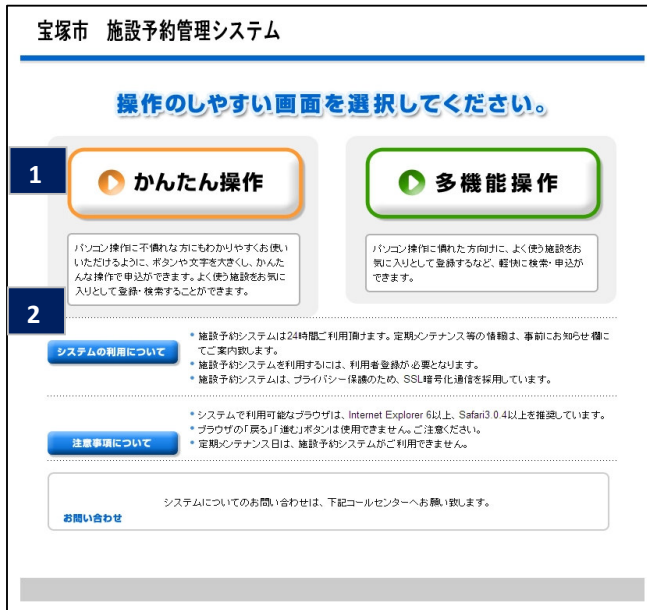 宝塚市　施設予約管理システム
操作のしやすい画面を選択してください。
1
かんたん操作
多機能操作
パソコン操作に不慣れな方にもわかりやすくお使い
いただけるように、ボタンや文字を大きくし、かんた
んな操作で申込ができます。よく使う施設をお気に
入りとして登録・検索することができます。
パソコン操作に慣れた方向けに、よく使う施設をお
気に入りとして登録するなど、軽快に検索・申込が
できます。
2
システムの利用について
* 施設予約システムは24時間ご利用頂けます。定期メンテナンス等の情報は、事前にお知らせ欄に
てご案内致します。
* 施設予約システムを利用するには、利用者登録が必要となります。
* 施設予約システムは、プライバシー保護のため、SSL暗号化通信を採用しています。
注意事項について
* システムで利用可能なブラウザは、Internet Explorer 6以上、Safari3.0.4以上を推奨しています。
* ブラウザの「戻る」「進む」ボタンは使用できません。ご注意ください。
* 定期メンテナンス日は、施設予約システムがご利用できません。
システムについてのお問い合わせは、下記コールセンターへお願い致します。
お問い合わせ